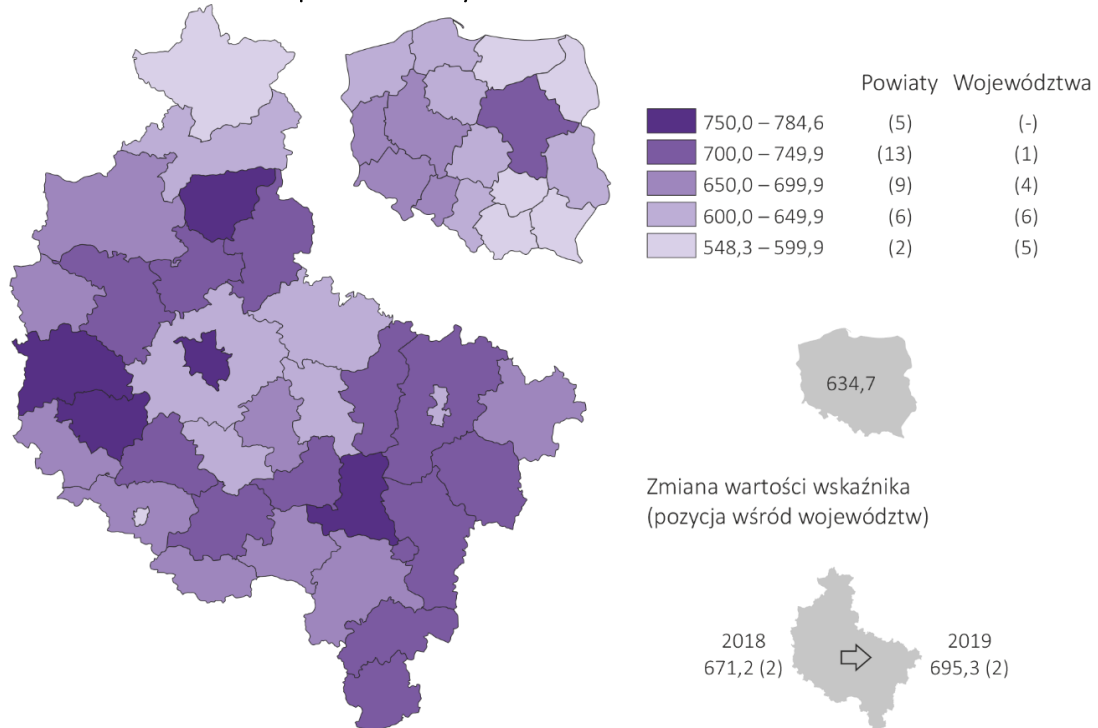 Powiaty Województwa
750,0 – 784,6 (5) (-)
700,0 – 749,9 (13) (1)
650,0 – 699,9 (9) (4)
600,0 – 649,9 (6) (6)
548,3 – 599,9 (2) (5)
634,7
Zmiana wartości wskaźnika
(pozycja wśród województw)
2018 2019
671,2 (2) 695,3 (2)